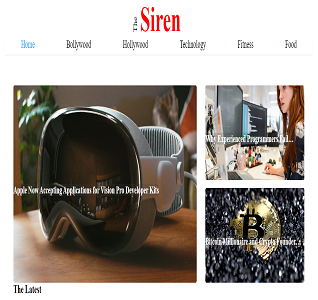 The Siren
Home Bollywood Hollywood Technology Fitness Food
Why Experienced Programmers Fail...
Apple Now Accepting Applications for Vision Pro Developer Kits
Bitcoin Millionaire and Crypto Founder...
The Latest